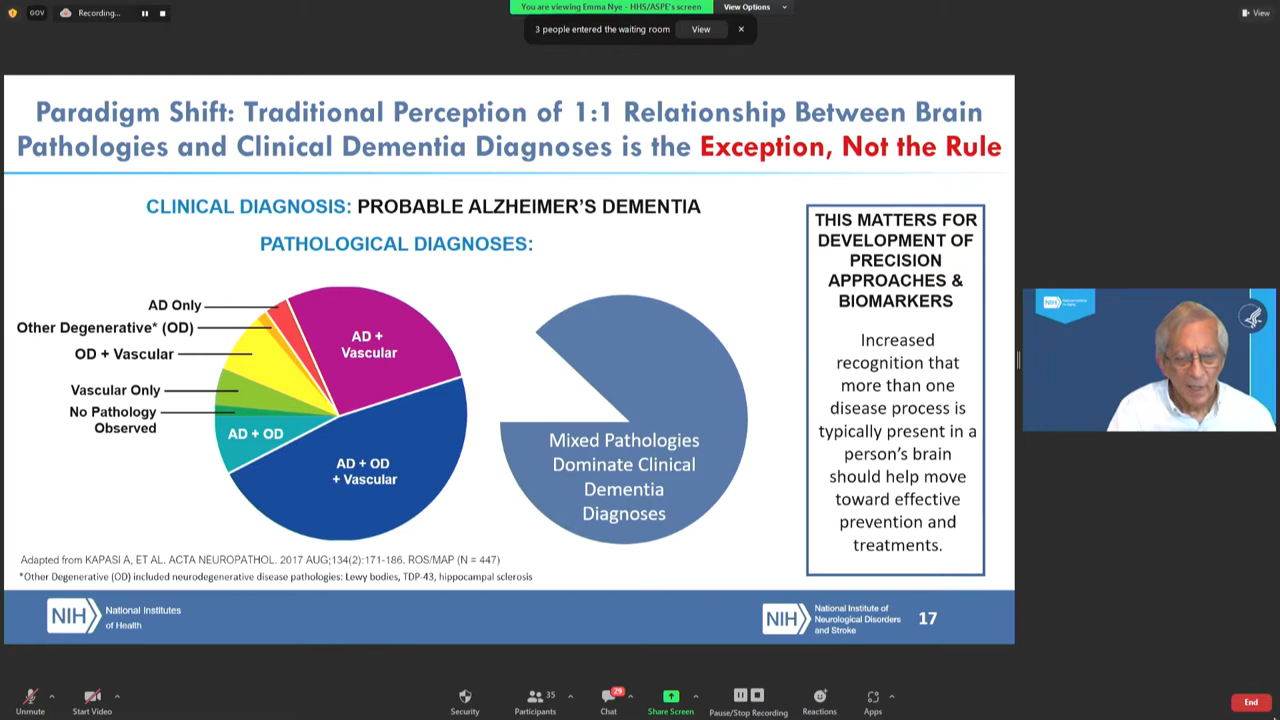 GOV
Recording...
You are viewing Emma Nye - HHS/ASPE's screen
View Options
3 people entered the waiting room
View
View
Paradigm Shift: Traditional Perception of 1:1 Relationship Between Brain
Pathologies and Clinical Dementia Diagnoses is the Exception, Not the Rule
CLINICAL DIAGNOSIS: PROBABLE ALZHEIMER'S DEMENTIA
PATHOLOGICAL DIAGNOSES:
AD Only
Other Degenerative* (OD)
OD + Vascular
Vascular Only
No Pathology
Observed
AD + OD
AD +
Vascular
AD + OD
+ Vascular
Mixed Pathologies
Dominate Clinical
Dementia
Diagnoses
THIS MATTERS FOR
DEVELOPMENT OF
PRECISION
APPROACHES &
BIOMARKERS
Increased
recognition that
more than one
disease process is
typically present in a
person's brain
should help move
toward effective
prevention and
treatments.
Adapted from KAPASI A, ET AL. ACTA NEUROPATHOL. 2017 AUG;134(2):171-186. ROS/MAP (N = 447)
*Other Degenerative (OD) included neurodegenerative disease pathologies: Lewy bodies, TDP-43, hippocampal sclerosis
NIH
National Institutes
of Health
NIH
National Institute of
Neurological Disorders
and Stroke
17
NIH
Unmute
Start Video
Security
Participants
35
Chat
29
Share Screen
Pause/Stop Recording
Reactions
Apps
End